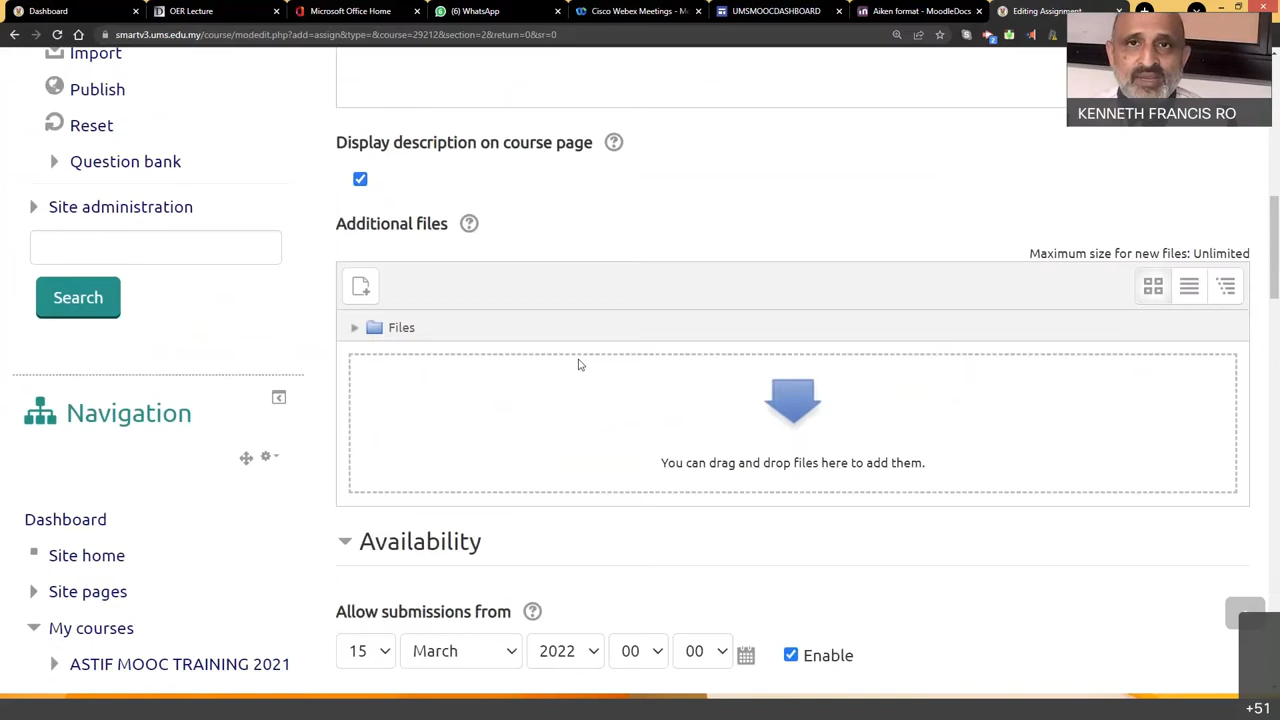 Dashboard
OER Lecture
Microsoft Office Home
(6) WhatsApp
Cisco Webex Meetings - M
UMSMOOCDASHBOARD
Aiken format - MoodleDocs
Editing Assignment
smartv3.ums.edu.my/course/modedit.php?add=assign&type=&course=29212&section=2&return=0&sr=0
KENNETH FRANCIS RO
Import
Publish
Reset
Question bank
Site administration
Search
Navigation
Dashboard
Site home
Site pages
My courses
ASTIF MOOC TRAINING 2021
Display description on course page
Additional files
Maximum size for new files: Unlimited
Files
You can drag and drop files here to add them.
Availability
Allow submissions from
15 March 2022 00 00 Enable
+51